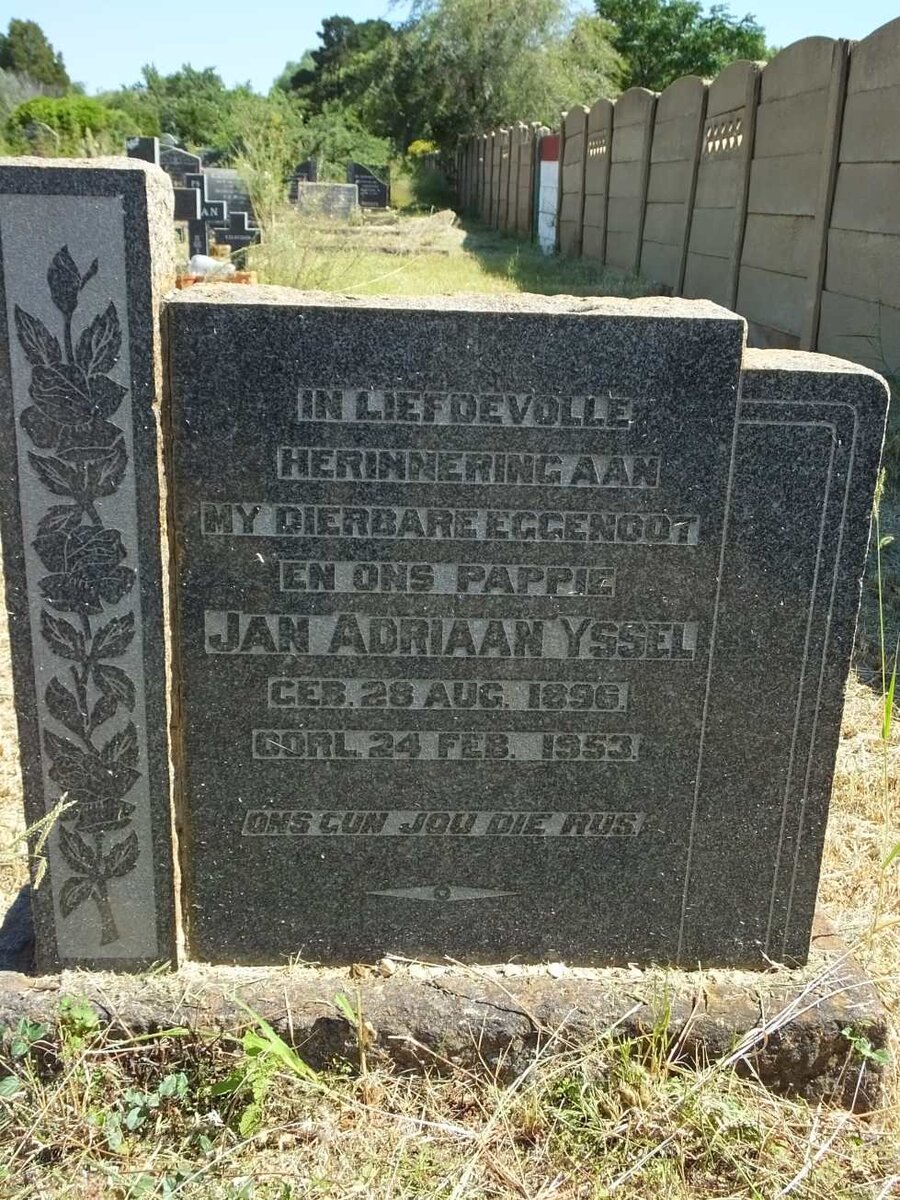 IN LIEFDEVOLLE
HERINNERING AAN
MY DIERBARE EGGENOOT
EN ONS PAPPIE
JAN ADRIAAN YSSEL
GEB. 28 AUG. 1896.
OORL. 24 FEB. 1953.
ONS GUN JOU DIE RUS.
AN